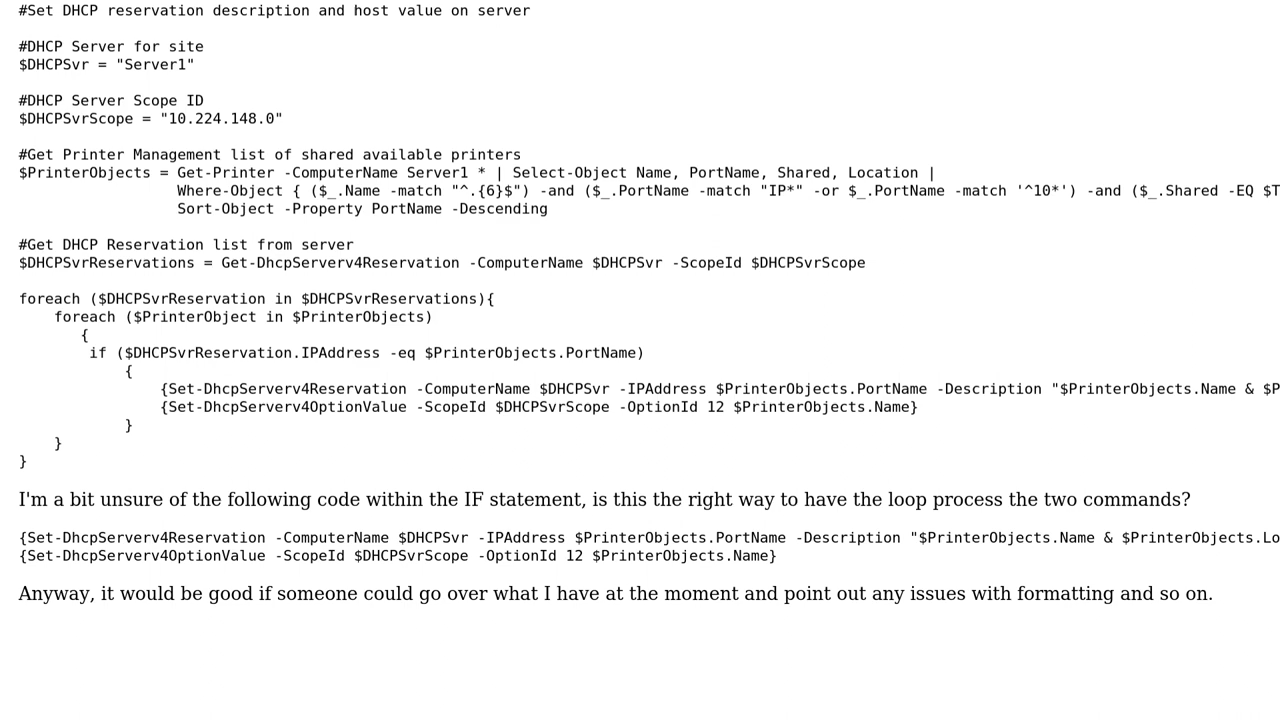 #Set DHCP reservation description and host value on server
#DHCP Server for site
$DHCPSvr = "Server1"
#DHCP Server Scope ID
$DHCPSvrScope = "10.224.148.0"
#Get Printer Management list of shared available printers
$PrinterObjects = Get-Printer -ComputerName Server1 * | Select-Object Name, PortName, Shared, Location |
Where-Object { ($_.Name -match "^.{6}$") -and ($_.PortName -match "IP*" -or $_.PortName -match '^10*') -and ($_.Shared -EQ $T
Sort-Object -Property PortName -Descending
#Get DHCP Reservation list from server
$DHCPSvrReservations = Get-DhcpServerv4Reservation -ComputerName $DHCPSvr -ScopeId $DHCPSvrScope
foreach ($DHCPSvrReservation in $DHCPSvrReservations){
foreach ($PrinterObject in $PrinterObjects)
{
if ($DHCPSvrReservation.IPAddress -eq $PrinterObjects.PortName)
{
{Set-DhcpServerv4Reservation -ComputerName $DHCPSvr -IPAddress $PrinterObjects.PortName -Description "$PrinterObjects.Name & $P
{Set-DhcpServerv4OptionValue -ScopeId $DHCPSvrScope -OptionId 12 $PrinterObjects.Name}
}
}
}
I'm a bit unsure of the following code within the IF statement, is this the right way to have the loop process the two commands?
{Set-DhcpServerv4Reservation -ComputerName $DHCPSvr -IPAddress $PrinterObjects.PortName -Description "$PrinterObjects.Name & $PrinterObjects.Lo
{Set-DhcpServerv4OptionValue -ScopeId $DHCPSvrScope -OptionId 12 $PrinterObjects.Name}
Anyway, it would be good if someone could go over what I have at the moment and point out any issues with formatting and so on.